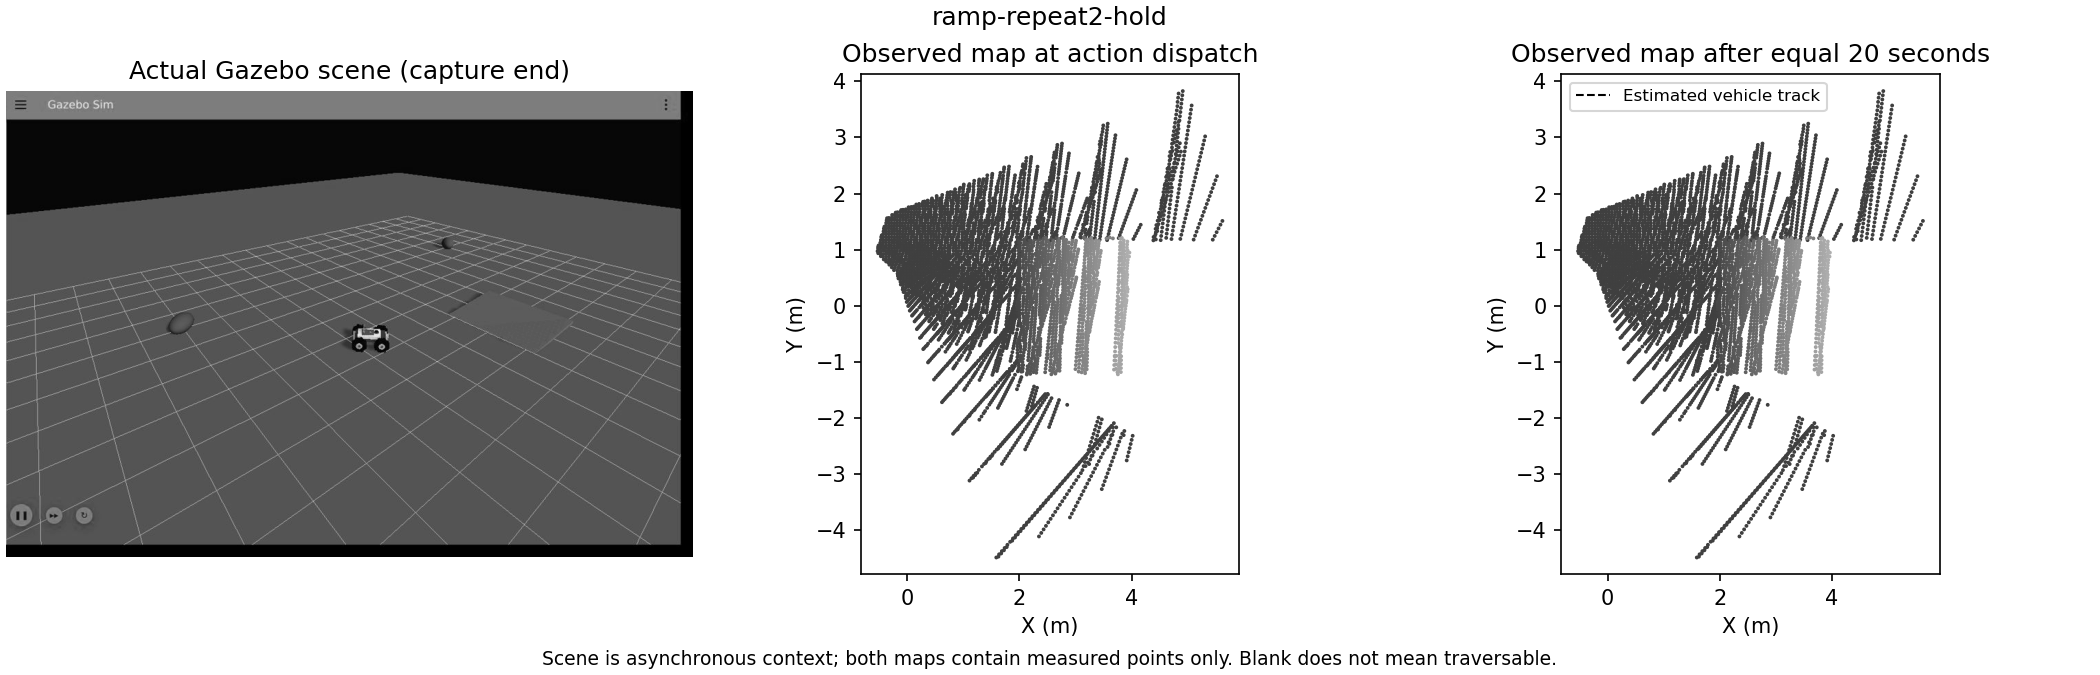 ramp-repeat2-hold
Actual Gazebo scene (capture end)
Gazebo Sim
Observed map at action dispatch
4
3
2
1
0
−1
−2
−3
−4
Y (m)
0
2
4
X (m)
Observed map after equal 20 seconds
Estimated vehicle track
4
3
2
1
0
−1
−2
−3
−4
Y (m)
0
2
4
X (m)
Scene is asynchronous context; both maps contain measured points only. Blank does not mean traversable.